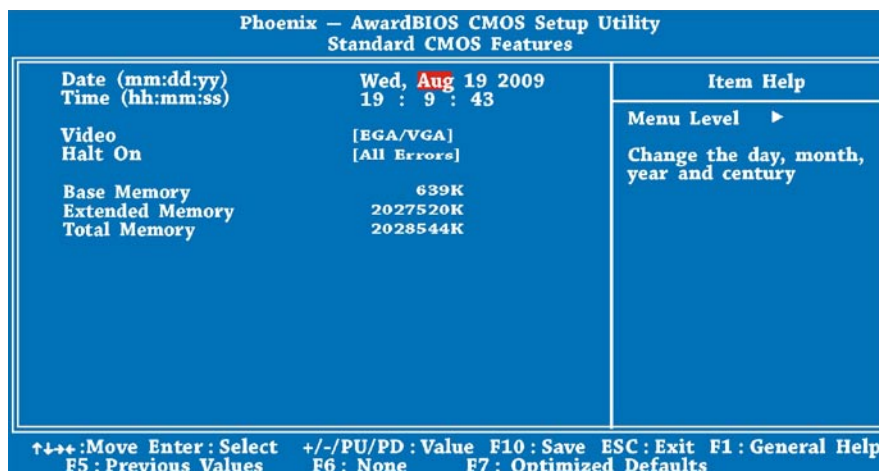 Phoenix — AwardBIOS CMOS Setup Utility
Standard CMOS Features
Date (mm:dd:yy) Wed, Aug 19 2009
Time (hh:mm:ss) 19 : 9 : 43
Video [EGA/VGA]
Halt On [All Errors]
Base Memory 639K
Extended Memory 2027520K
Total Memory 2028544K
Item Help
Menu Level ►
Change the day, month,
year and century
↑↓→←:Move Enter : Select +/-/PU/PD : Value F10 : Save ESC : Exit F1 : General Help
F5 : Previous Values F6 : None F7 : Optimized Defaults